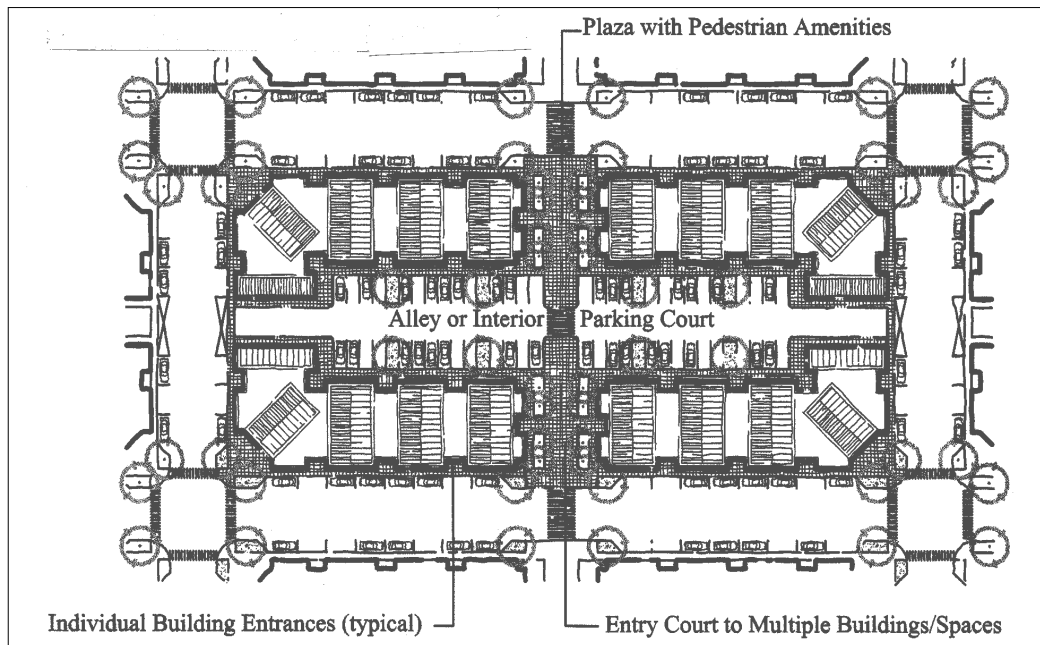 Plaza with Pedestrian Amenities
Alley or Interior Parking Court
Individual Building Entrances (typical)
Entry Court to Multiple Buildings/Spaces